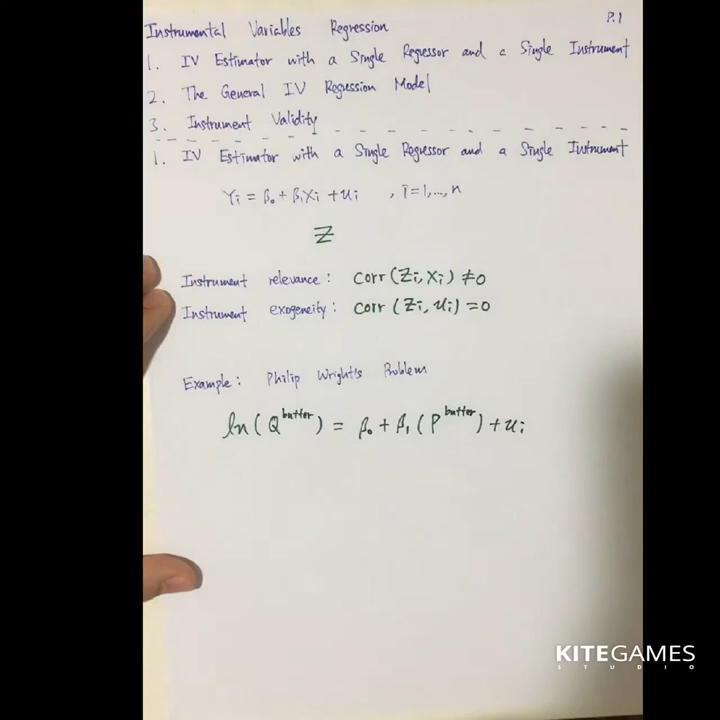 P.1
Instrumental Variables Regression
1. IV Estimator with a Single Regressor and a Single Instrument
2. The General IV Regression Model
3. Instrument Validity
1. IV Estimator with a Single Regressor and a Single Instrument
Yi = β₀ + β₁Xi + ui , i=1,...,n
Z
Instrument relevance: corr(Zi, Xi) ≠ 0
Instrument exogeneity: corr(Zi, ui) = 0
Example: Philip Wright's Problem
ln(Q^butter) = β₀ + β₁(P^butter) + ui
KITEGAMES
STUDIO